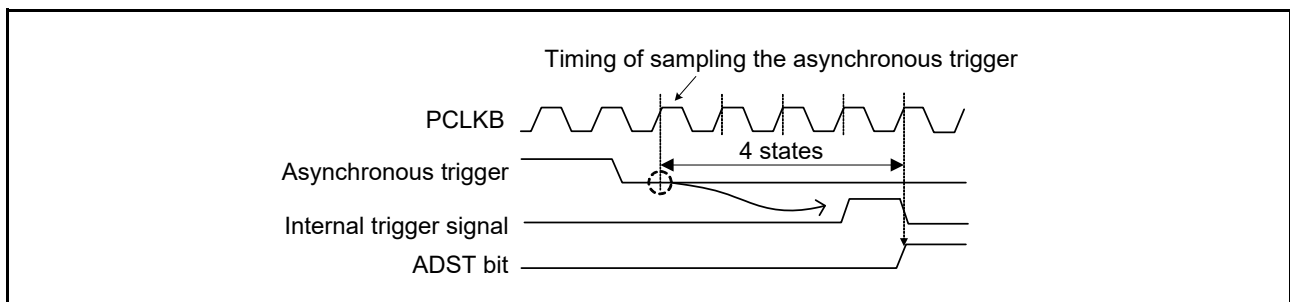 Timing of sampling the asynchronous trigger
PCLKB
4 states
Asynchronous trigger
Internal trigger signal
ADST bit